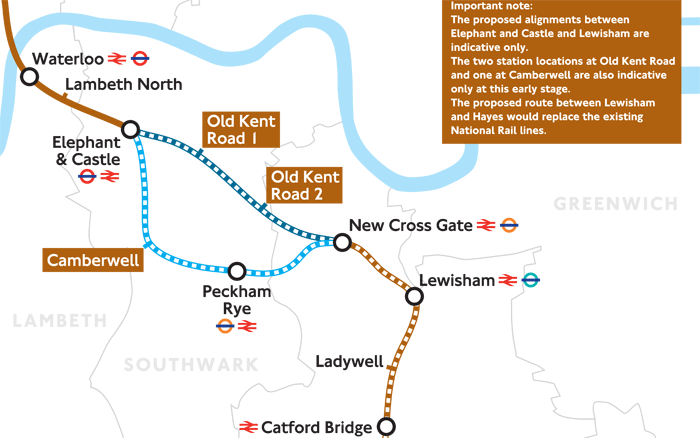 Important note:
The proposed alignments between
Elephant and Castle and Lewisham are
indicative only.
The two station locations at Old Kent Road
and one at Camberwell are also indicative
only at this early stage.
The proposed route between Lewisham
and Hayes would replace the existing
National Rail lines.
Waterloo
Lambeth North
Elephant
& Castle
Old Kent
Road 1
Old Kent
Road 2
GREENWICH
New Cross Gate
Camberwell
Peckham
Rye
Lewisham
LAMBETH
SOUTHWARK
Ladywell
Catford Bridge